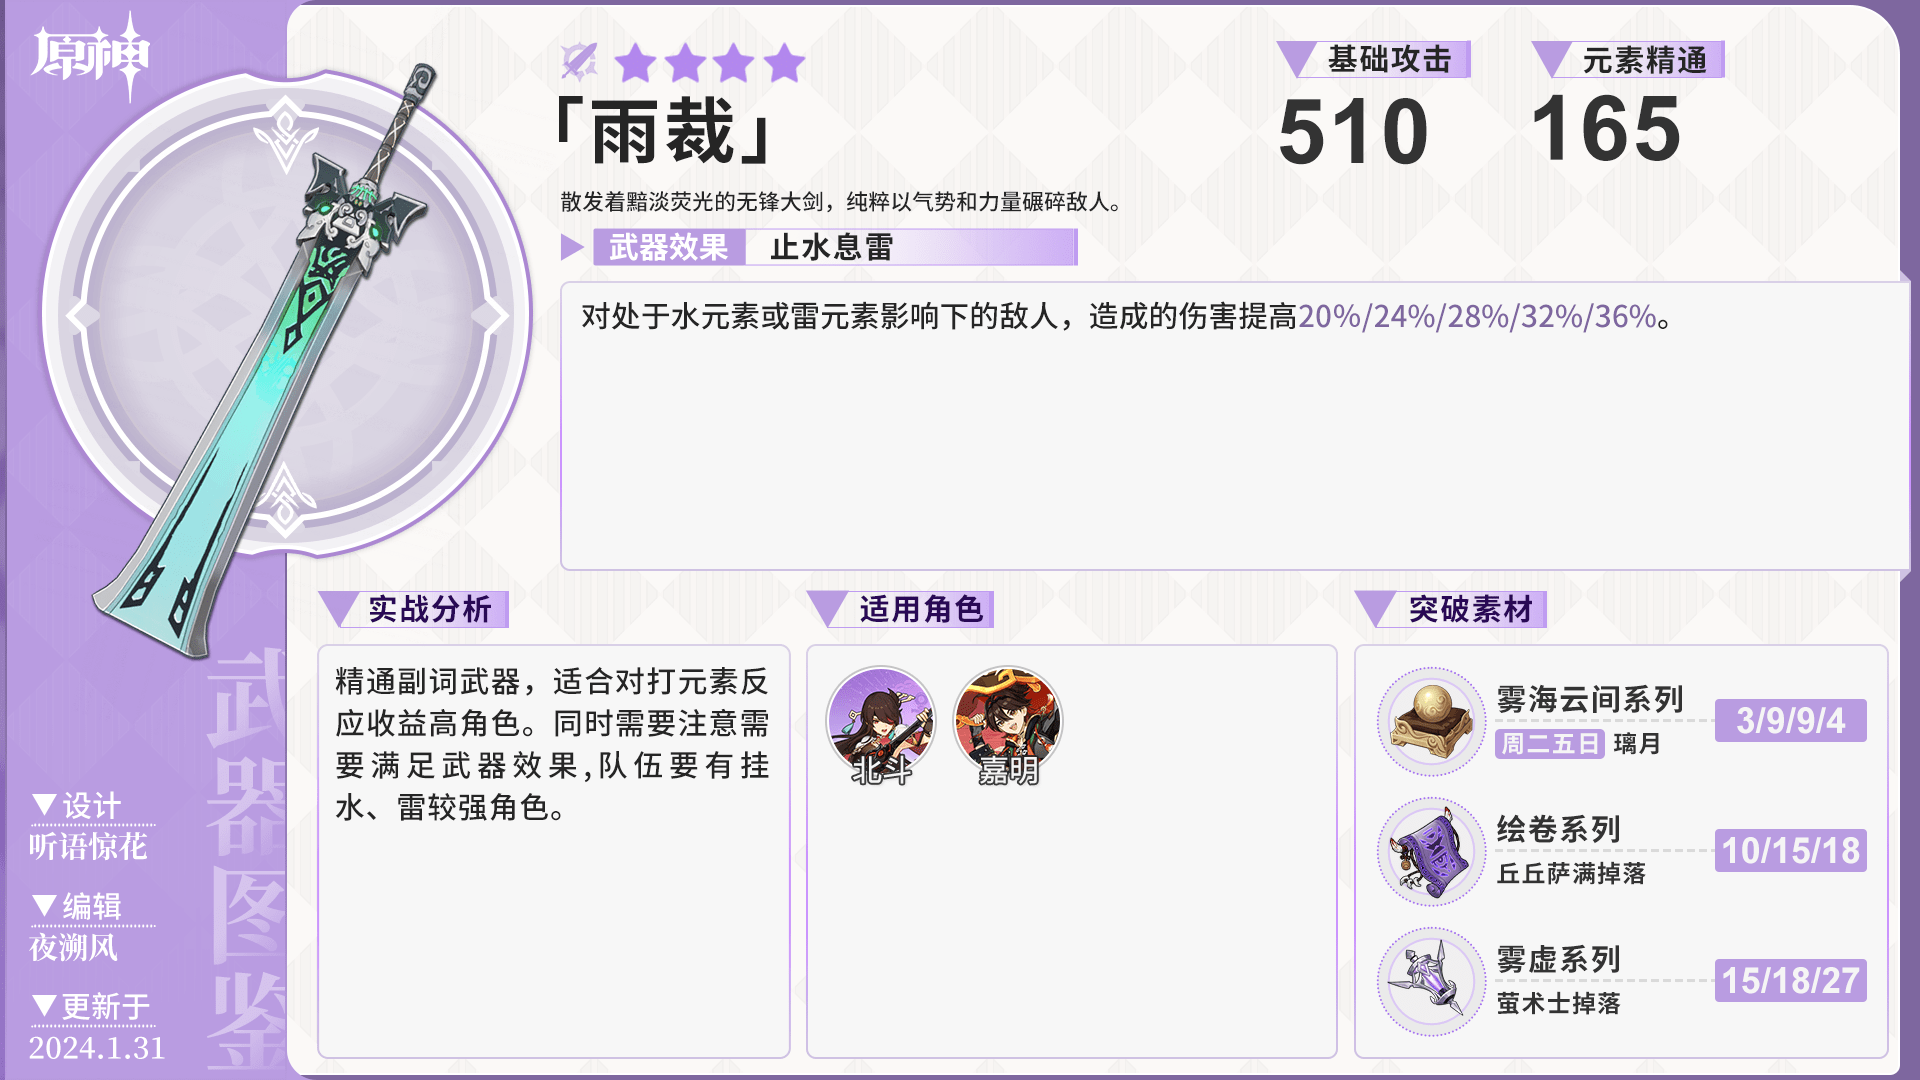 原神
「雨裁」
散发着黯淡荧光的无锋大剑，纯粹以气势和力量碾碎敌人。
基础攻击
510
元素精通
165
武器效果
止水息雷
对处于水元素或雷元素影响下的敌人，造成的伤害提高20%/24%/28%/32%/36%。
实战分析
精通副词武器，适合对打元素反
应收益高角色。同时需要注意需
要满足武器效果,队伍要有挂
水、雷较强角色。
适用角色
北斗
嘉明
突破素材
雾海云间系列
周二五日 璃月
3/9/9/4
绘卷系列
丘丘萨满掉落
10/15/18
雾虚系列
萤术士掉落
15/18/27
武器图鉴
▼设计
听语惊花
▼编辑
夜溯风
▼更新于
2024.1.31